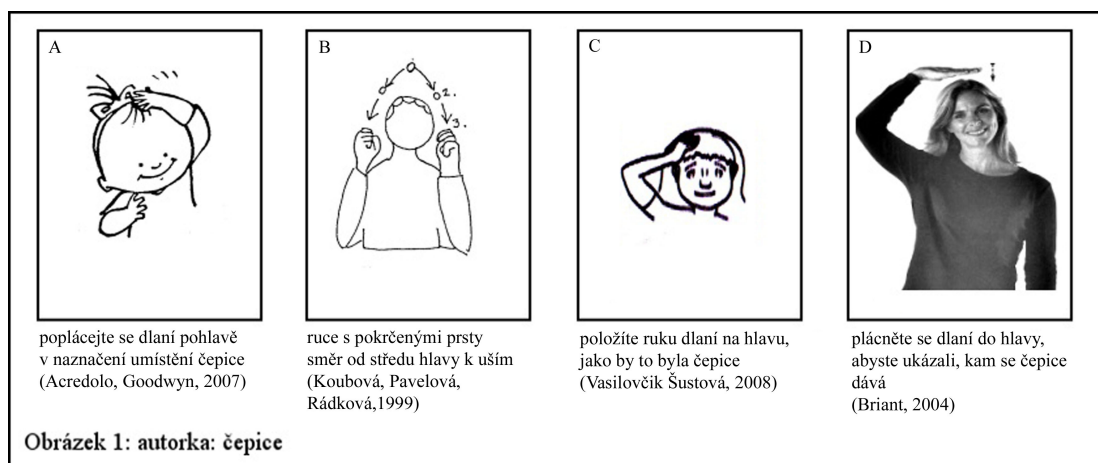 A
poplácejte se dlaní pohlavě
v naznačení umístění čepice
(Acredolo, Goodwyn, 2007)
B
2.
3.
ruce s pokrčenými prsty
směr od středu hlavy k uším
(Koubová, Pavelová,
Rádková,1999)
C
položíte ruku dlaní na hlavu,
jako by to byla čepice
(Vasilovčik Šustová, 2008)
D
plácněte se dlaní do hlavy,
abyste ukázali, kam se čepice
dává
(Briant, 2004)
Obrázek 1: autorka: čepice